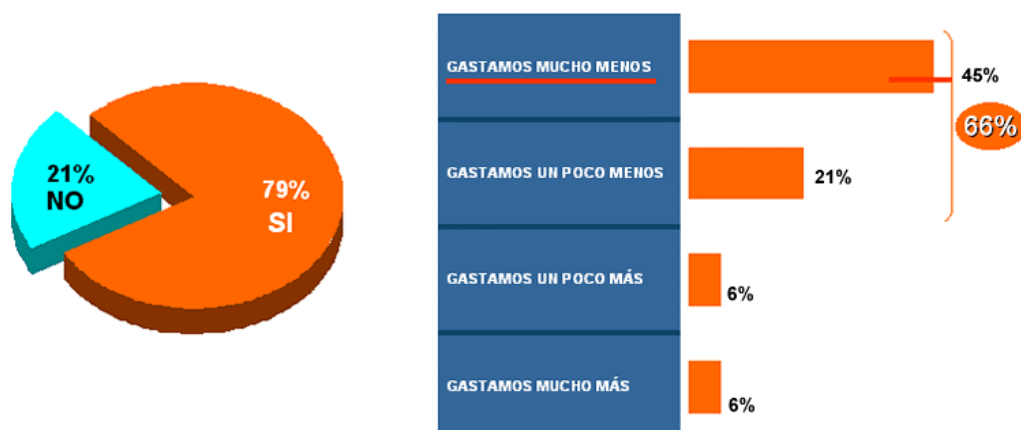 21%
NO
79%
SI
GASTAMOS MUCHO MENOS
45%
66%
GASTAMOS UN POCO MENOS
21%
GASTAMOS UN POCO MÁS
6%
GASTAMOS MUCHO MÁS
6%